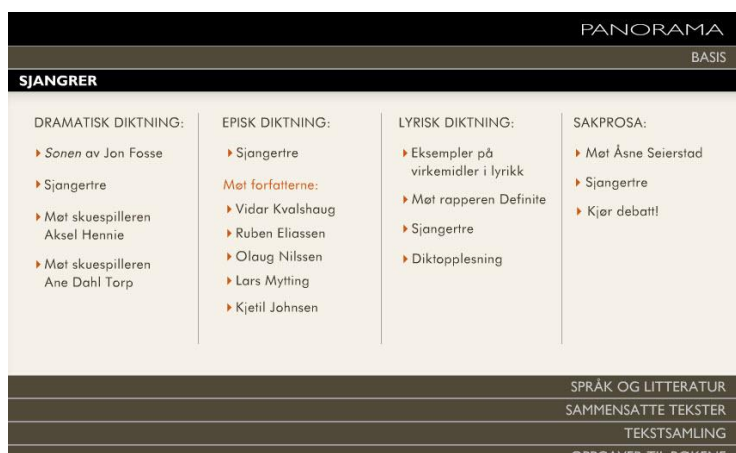 PANORAMA
BASIS
SJANGRER
DRAMATISK DIKTNING:
Sonen av Jon Fosse
Sjangertre
Møt skuespilleren
Aksel Hennie
Møt skuespilleren
Ane Dahl Torp
EPISK DIKTNING:
Sjangertre
Møt forfatterne:
Vidar Kvalshaug
Ruben Eliassen
Olaug Nilssen
Lars Mytting
Kjetil Johnsen
LYRISK DIKTNING:
Eksempler på
virkemidler i lyrikk
Møt rapperen Definite
Sjangertre
Diktopplesning
SAKPROSA:
Møt Åsne Seierstad
Sjangertre
Kjør debatt!
SPRÅK OG LITTERATUR
SAMMENSATTE TEKSTER
TEKSTSAMLING
OPPGAVER TIL BØKENE